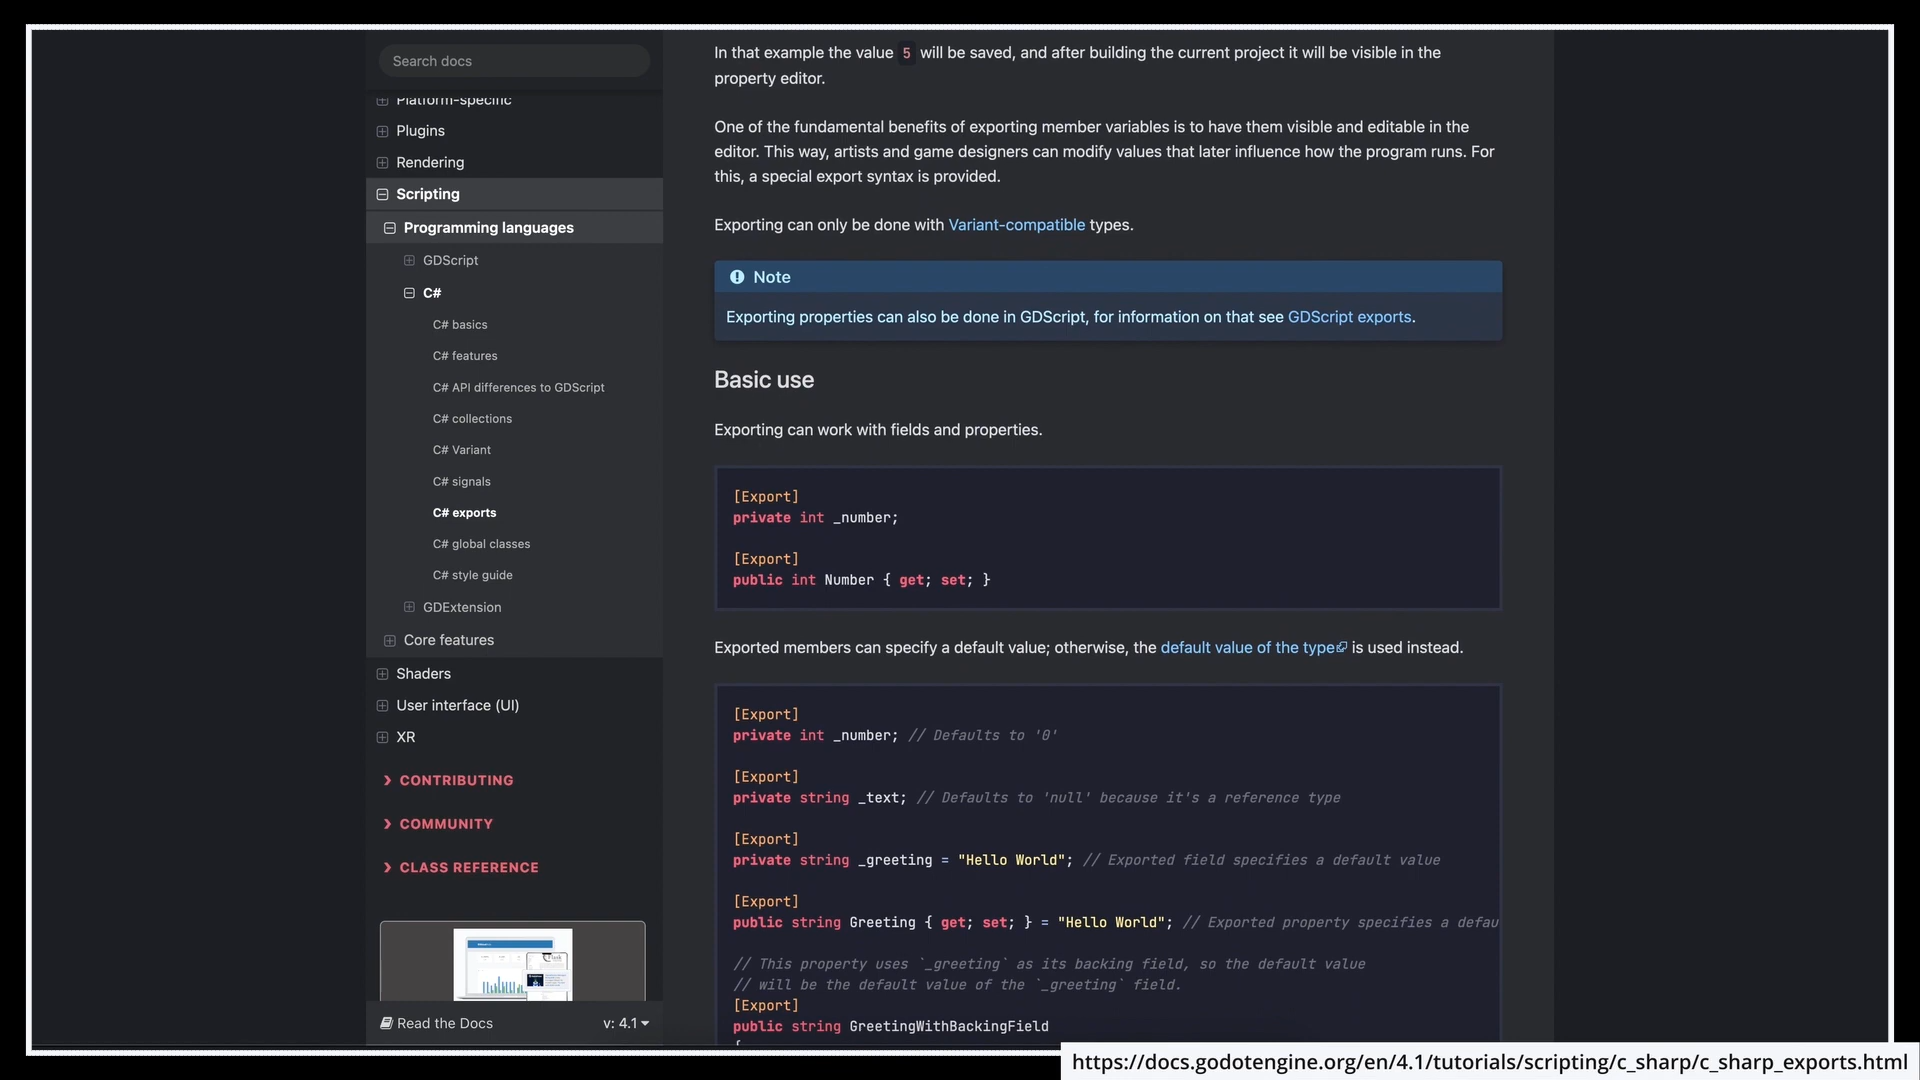 Search docs
Platform-specific
Plugins
Rendering
Scripting
Programming languages
GDScript
C#
C# basics
C# features
C# API differences to GDScript
C# collections
C# Variant
C# signals
C# exports
C# global classes
C# style guide
GDExtension
Core features
Shaders
User interface (UI)
XR
CONTRIBUTING
COMMUNITY
CLASS REFERENCE
Read the Docs
v: 4.1
In that example the value 5 will be saved, and after building the current project it will be visible in the
property editor.
One of the fundamental benefits of exporting member variables is to have them visible and editable in the
editor. This way, artists and game designers can modify values that later influence how the program runs. For
this, a special export syntax is provided.
Exporting can only be done with Variant-compatible types.
Note
Exporting properties can also be done in GDScript, for information on that see GDScript exports.
Basic use
Exporting can work with fields and properties.
[Export]
private int _number;
[Export]
public int Number { get; set; }
Exported members can specify a default value; otherwise, the default value of the type is used instead.
[Export]
private int _number; // Defaults to '0'
[Export]
private string _text; // Defaults to 'null' because it's a reference type
[Export]
private string _greeting = "Hello World"; // Exported field specifies a default value
[Export]
public string Greeting { get; set; } = "Hello World"; // Exported property specifies a defau
// This property uses `_greeting` as its backing field, so the default value
// will be the default value of the `_greeting` field.
[Export]
public string GreetingWithBackingField
{
https://docs.godotengine.org/en/4.1/tutorials/scripting/c_sharp/c_sharp_exports.html